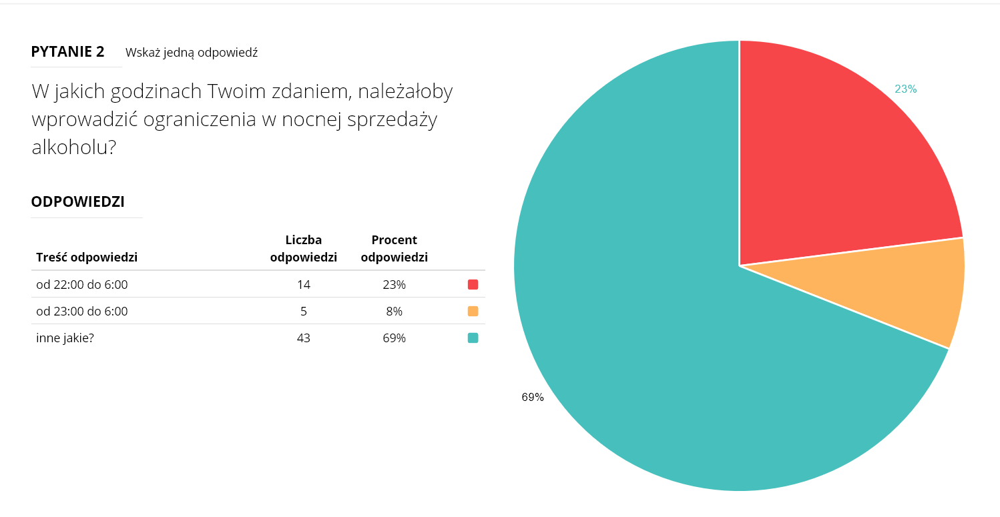 PYTANIE 2 Wskaż jedną odpowiedź
W jakich godzinach Twoim zdaniem, należałoby
wprowadzić ograniczenia w nocnej sprzedaży
alkoholu?
ODPOWIEDZI
Treść odpowiedzi Liczba odpowiedzi Procent odpowiedzi
od 22:00 do 6:00 14 23%
od 23:00 do 6:00 5 8%
inne jakie? 43 69%
23%
69%